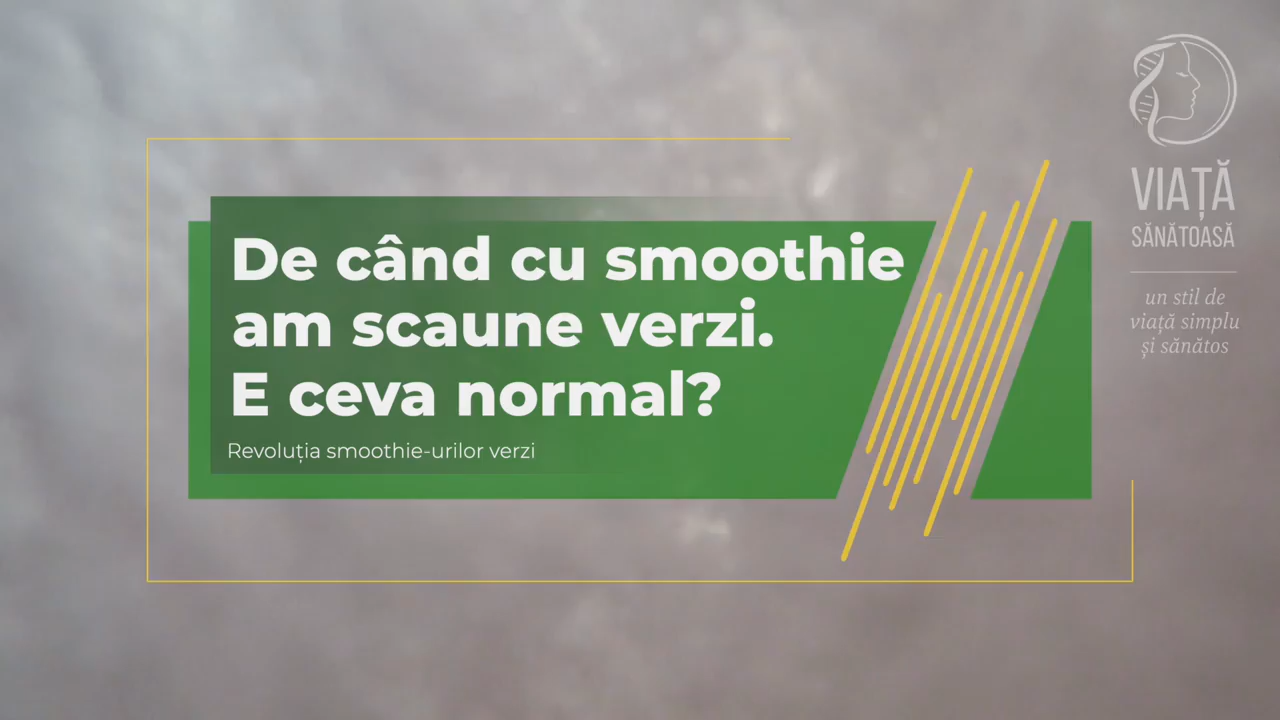 De când cu smoothie
am scaune verzi.
E ceva normal?
Revoluția smoothie-urilor verzi
VIAȚĂ
SĂNĂTOASĂ
un stil de
viață simplu
și sănătos